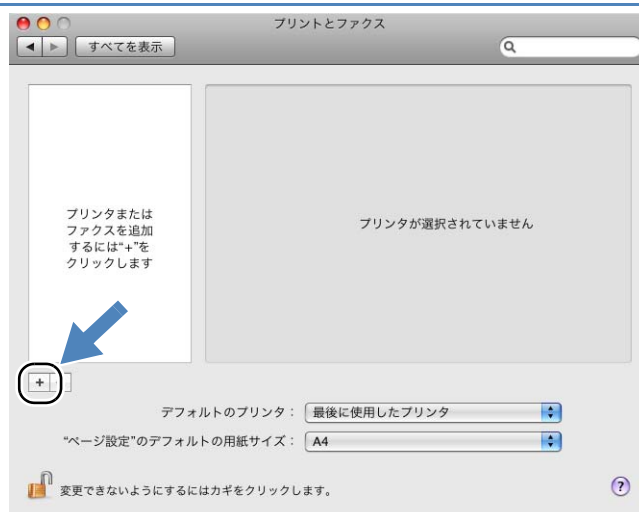 プリントとファクス
すべてを表示
プリンタまたは
ファクスを追加
するには“+”を
クリックします
プリンタが選択されていません
+
デフォルトのプリンタ： 最後に使用したプリンタ
“ページ設定”のデフォルトの用紙サイズ： A4
変更できないようにするにはカギをクリックします。
?